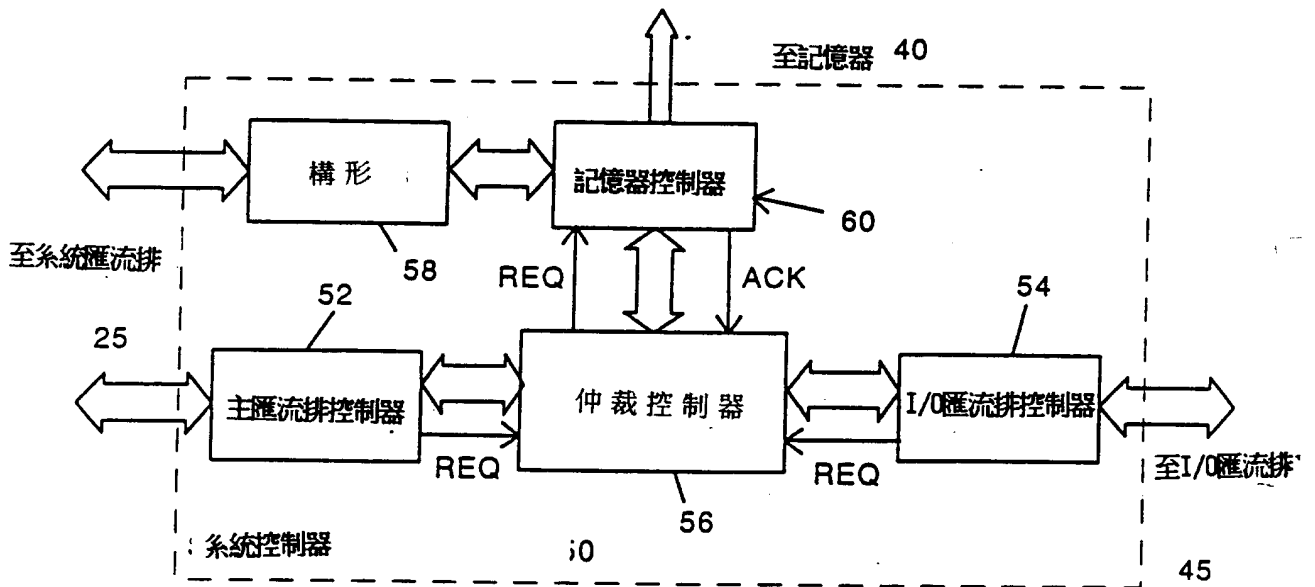 至記憶器 40
構形
記憶器控制器
60
至系統匯流排
58
REQ
ACK
52
54
25
主匯流排控制器
仲裁控制器
I/O匯流排控制器
REQ
REQ
至I/O匯流排
56
系統控制器
45